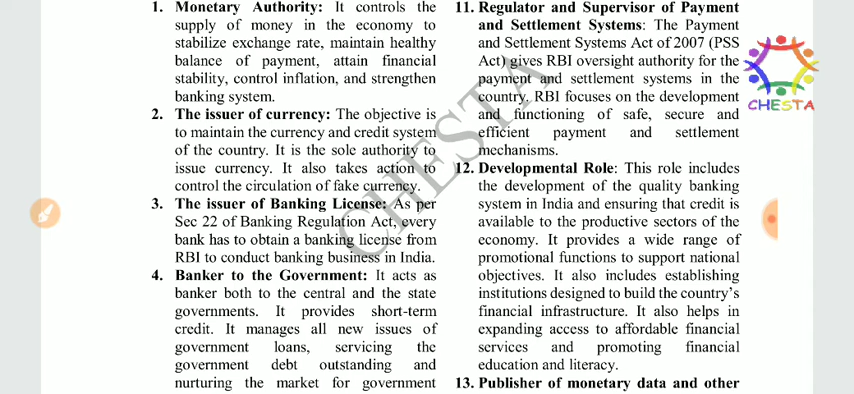 1. Monetary Authority: It controls the
supply of money in the economy to
stabilize exchange rate, maintain healthy
balance of payment, attain financial
stability, control inflation, and strengthen
banking system.
2. The issuer of currency: The objective is
to maintain the currency and credit system
of the country. It is the sole authority to
issue currency. It also takes action to
control the circulation of fake currency.
3. The issuer of Banking License: As per
Sec 22 of Banking Regulation Act, every
bank has to obtain a banking license from
RBI to conduct banking business in India.
4. Banker to the Government: It acts as
banker both to the central and the state
governments. It provides short-term
credit. It manages all new issues of
government loans, servicing the
government debt outstanding and
nurturing the market for government
11. Regulator and Supervisor of Payment
and Settlement Systems: The Payment
and Settlement Systems Act of 2007 (PSS
Act) gives RBI oversight authority for the
payment and settlement systems in the
country. RBI focuses on the development
and functioning of safe, secure and
efficient payment and settlement
mechanisms.
12. Developmental Role: This role includes
the development of the quality banking
system in India and ensuring that credit is
available to the productive sectors of the
economy. It provides a wide range of
promotional functions to support national
objectives. It also includes establishing
institutions designed to build the country's
financial infrastructure. It also helps in
expanding access to affordable financial
services and promoting financial
education and literacy.
13. Publisher of monetary data and other
CHESTA
CHESTA